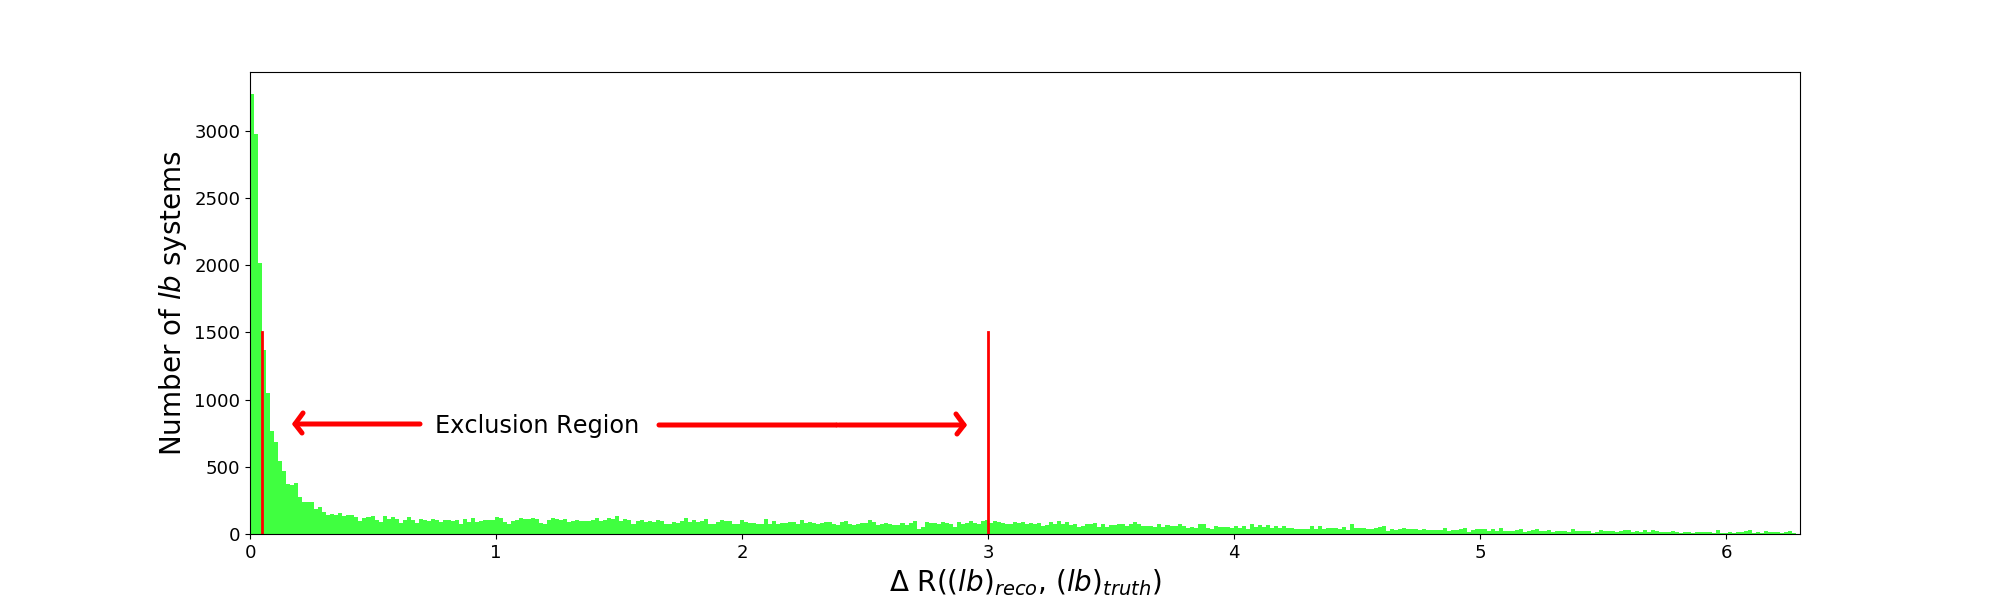 3000
2500
2000
1500
1000
500
0
Number of lb systems
Exclusion Region
0 1 2 3 4 5 6
Δ R((lb)reco, (lb)truth)